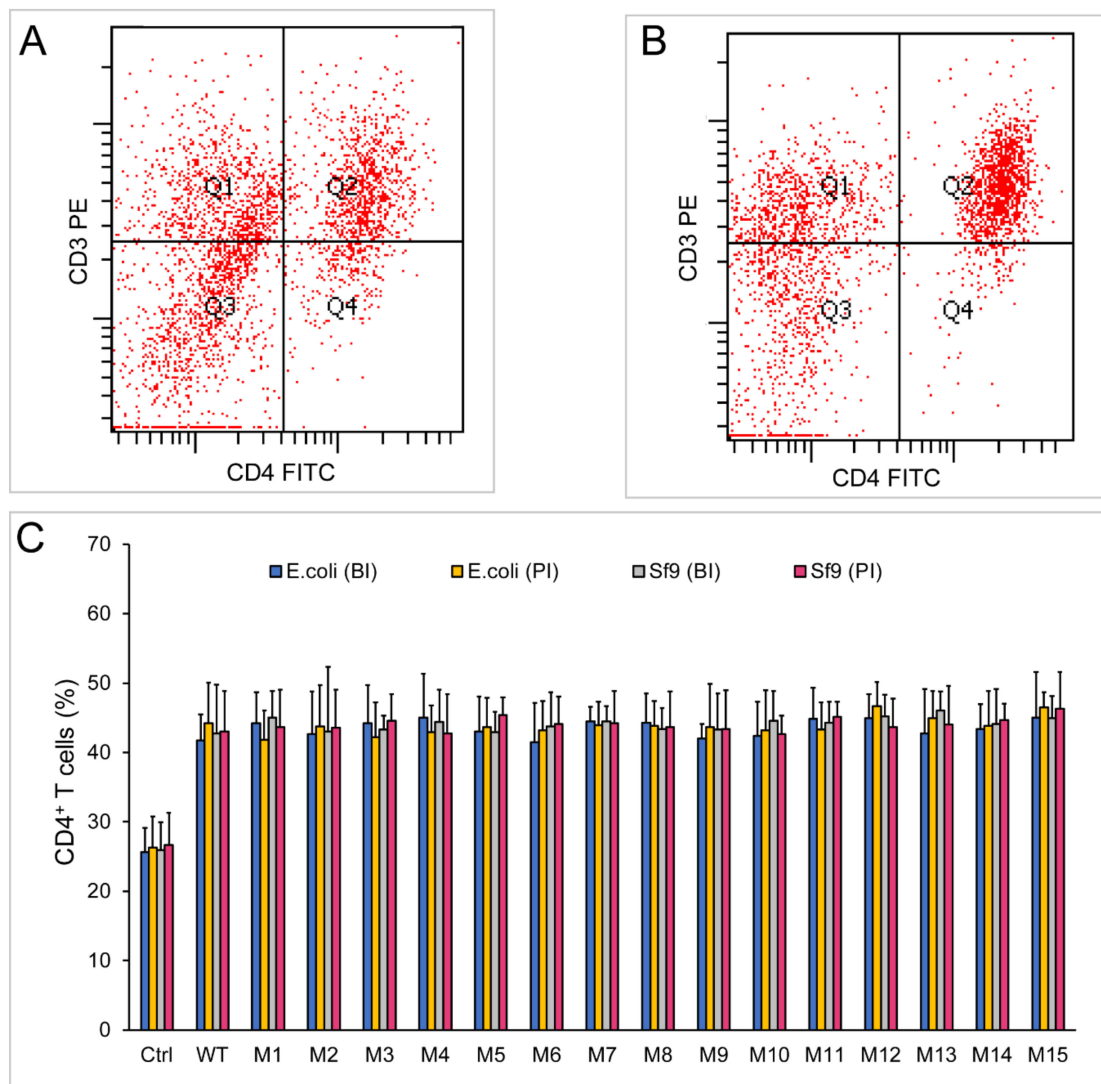 A
Q1
Q2
Q3
Q4
CD3 PE
CD4 FITC
B
Q1
Q2
Q3
Q4
CD3 PE
CD4 FITC
C
E.coli (BI) E.coli (PI) Sf9 (BI) Sf9 (PI)
CD4⁺ T cells (%)
70
60
50
40
30
20
10
0
Ctrl WT M1 M2 M3 M4 M5 M6 M7 M8 M9 M10 M11 M12 M13 M14 M15